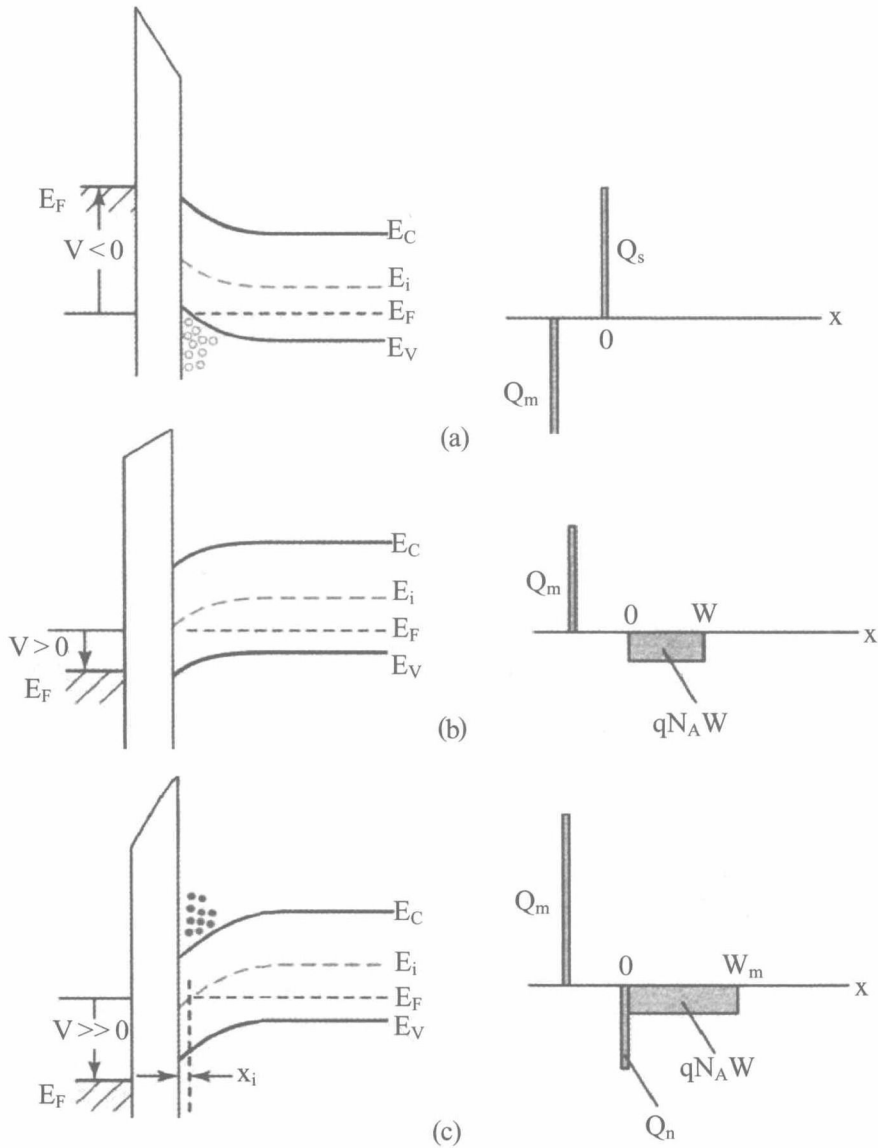 E_F
V < 0
E_C
E_i
E_F
E_V
Q_s
x
0
Q_m
(a)
E_C
E_i
E_F
E_V
V > 0
E_F
Q_m
0 W
x
qN_AW
(b)
E_C
E_i
E_F
E_V
V >> 0
E_F
x_i
Q_m
0 W_m
x
qN_AW
Q_n
(c)